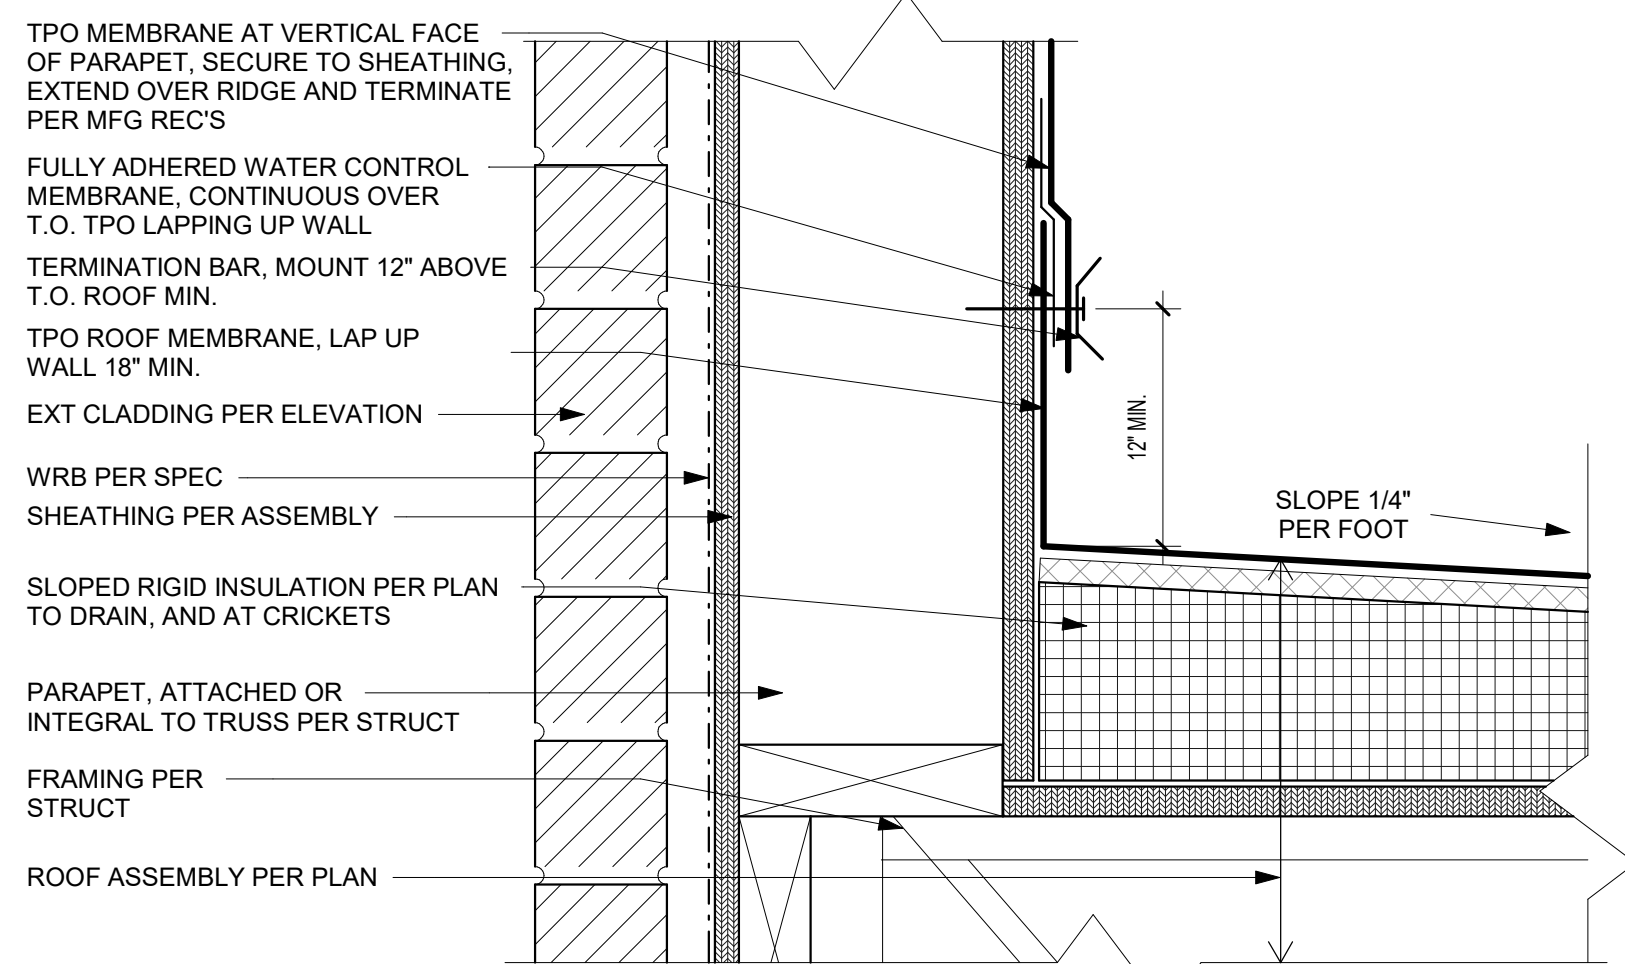 TPO MEMBRANE AT VERTICAL FACE
OF PARAPET, SECURE TO SHEATHING,
EXTEND OVER RIDGE AND TERMINATE
PER MFG REC'S
FULLY ADHERED WATER CONTROL
MEMBRANE, CONTINUOUS OVER
T.O. TPO LAPPING UP WALL
TERMINATION BAR, MOUNT 12" ABOVE
T.O. ROOF MIN.
TPO ROOF MEMBRANE, LAP UP
WALL 18" MIN.
EXT CLADDING PER ELEVATION
WRB PER SPEC
SHEATHING PER ASSEMBLY
SLOPED RIGID INSULATION PER PLAN
TO DRAIN, AND AT CRICKETS
PARAPET, ATTACHED OR
INTEGRAL TO TRUSS PER STRUCT
FRAMING PER
STRUCT
ROOF ASSEMBLY PER PLAN
12" MIN.
SLOPE 1/4"
PER FOOT